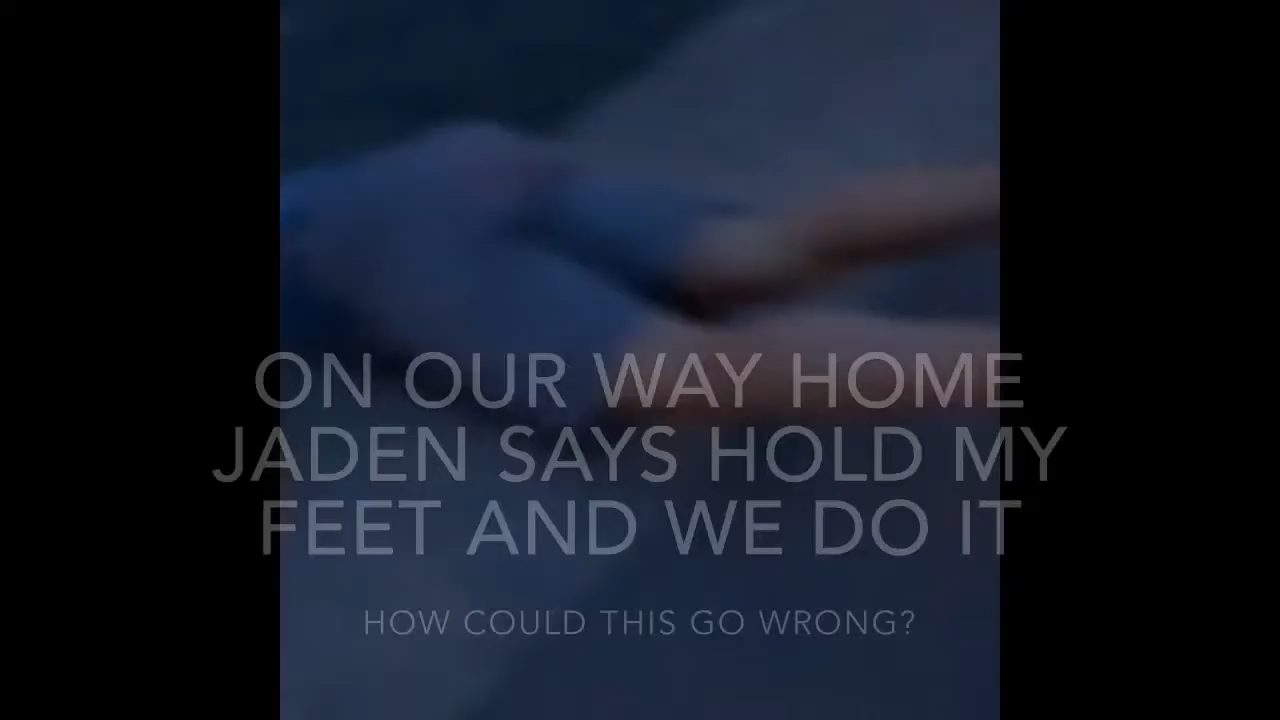 ON OUR WAY HOME
JADEN SAYS HOLD MY
FEET AND WE DO IT
HOW COULD THIS GO WRONG?